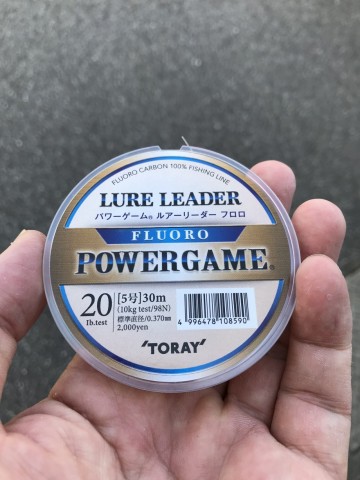 FLUORO CARBON 100% FISHING LINE
LURE LEADER
パワーゲーム® ルアーリーダー フロロ
FLUORO
POWERGAME®
20 lb.test
[5号]30m
(10kg test/98N)
標準直径/0.370mm
2,000yen
4 996478 108590
'TORAY'